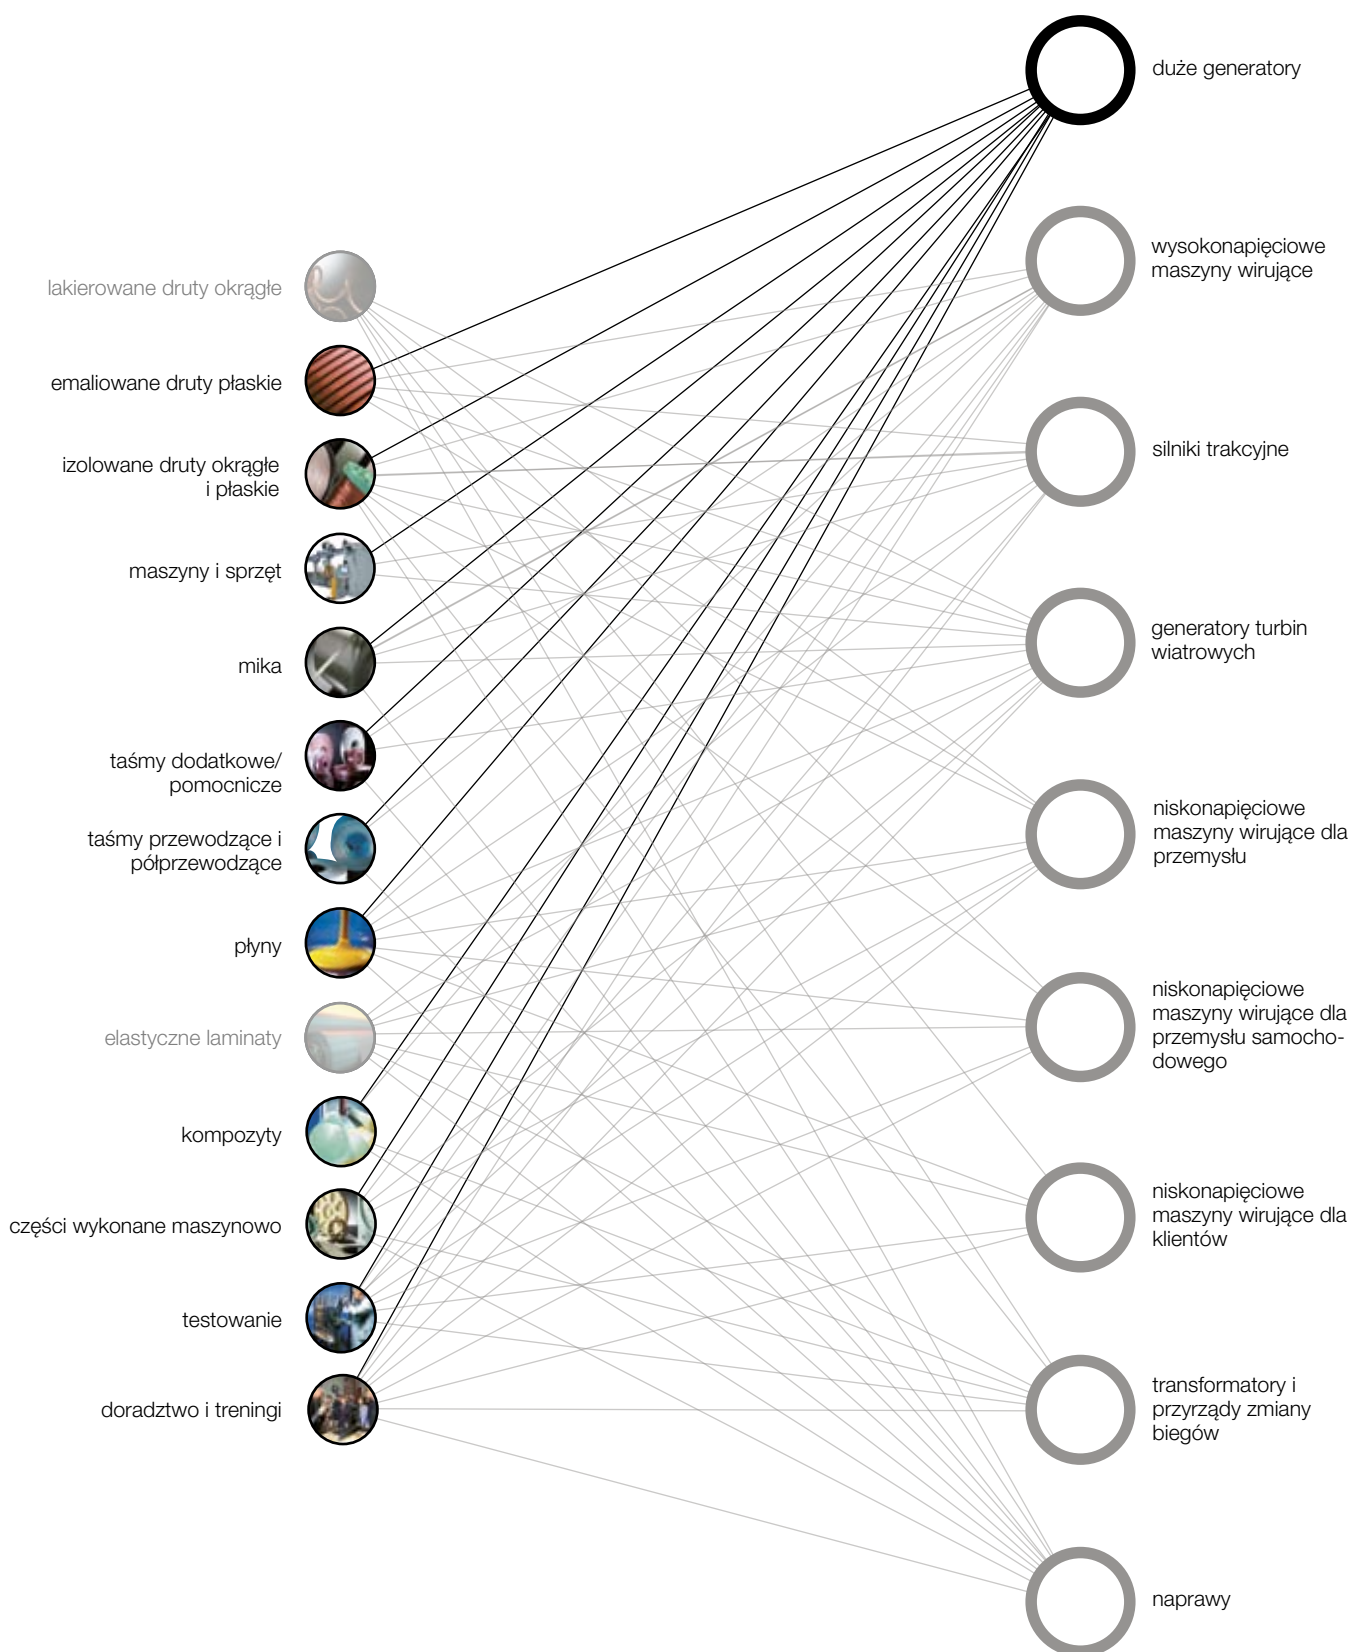 duże generatory
wysokonapięciowe
maszyny wirujące
lakierowane druty okrągłe
emaliowane druty płaskie
izolowane druty okrągłe
i płaskie
silniki trakcyjne
maszyny i sprzęt
mika
generatory turbin
wiatrowych
taśmy dodatkowe/
pomocnicze
taśmy przewodzące i
półprzewodzące
niskonapięciowe
maszyny wirujące dla
przemysłu
płyny
elastyczne laminaty
niskonapięciowe
maszyny wirujące dla
przemysłu samocho-
dowego
kompozyty
części wykonane maszynowo
niskonapięciowe
maszyny wirujące dla
klientów
testowanie
doradztwo i treningi
transformatory i
przyrządy zmiany
biegów
naprawy